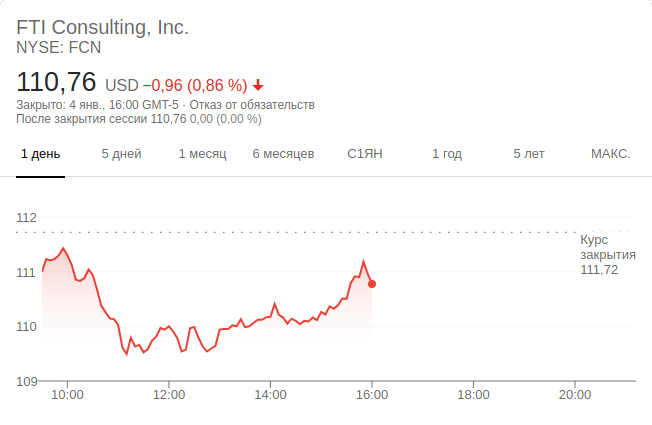 FTI Consulting, Inc.
NYSE: FCN
110,76 USD −0,96 (0,86 %)
Закрыто: 4 янв., 16:00 GMT-5 · Отказ от обязательств
После закрытия сессии 110,76 0,00 (0,00 %)
1 день 5 дней 1 месяц 6 месяцев С1ЯН 1 год 5 лет МАКС.
112
Курс
закрытия
111,72
111
110
109
10:00 12:00 14:00 16:00 18:00 20:00